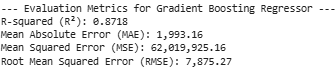 --- Evaluation Metrics for Gradient Boosting Regressor ---
R-squared (R²): 0.8718
Mean Absolute Error (MAE): 1,993.16
Mean Squared Error (MSE): 62,019,925.16
Root Mean Squared Error (RMSE): 7,875.27